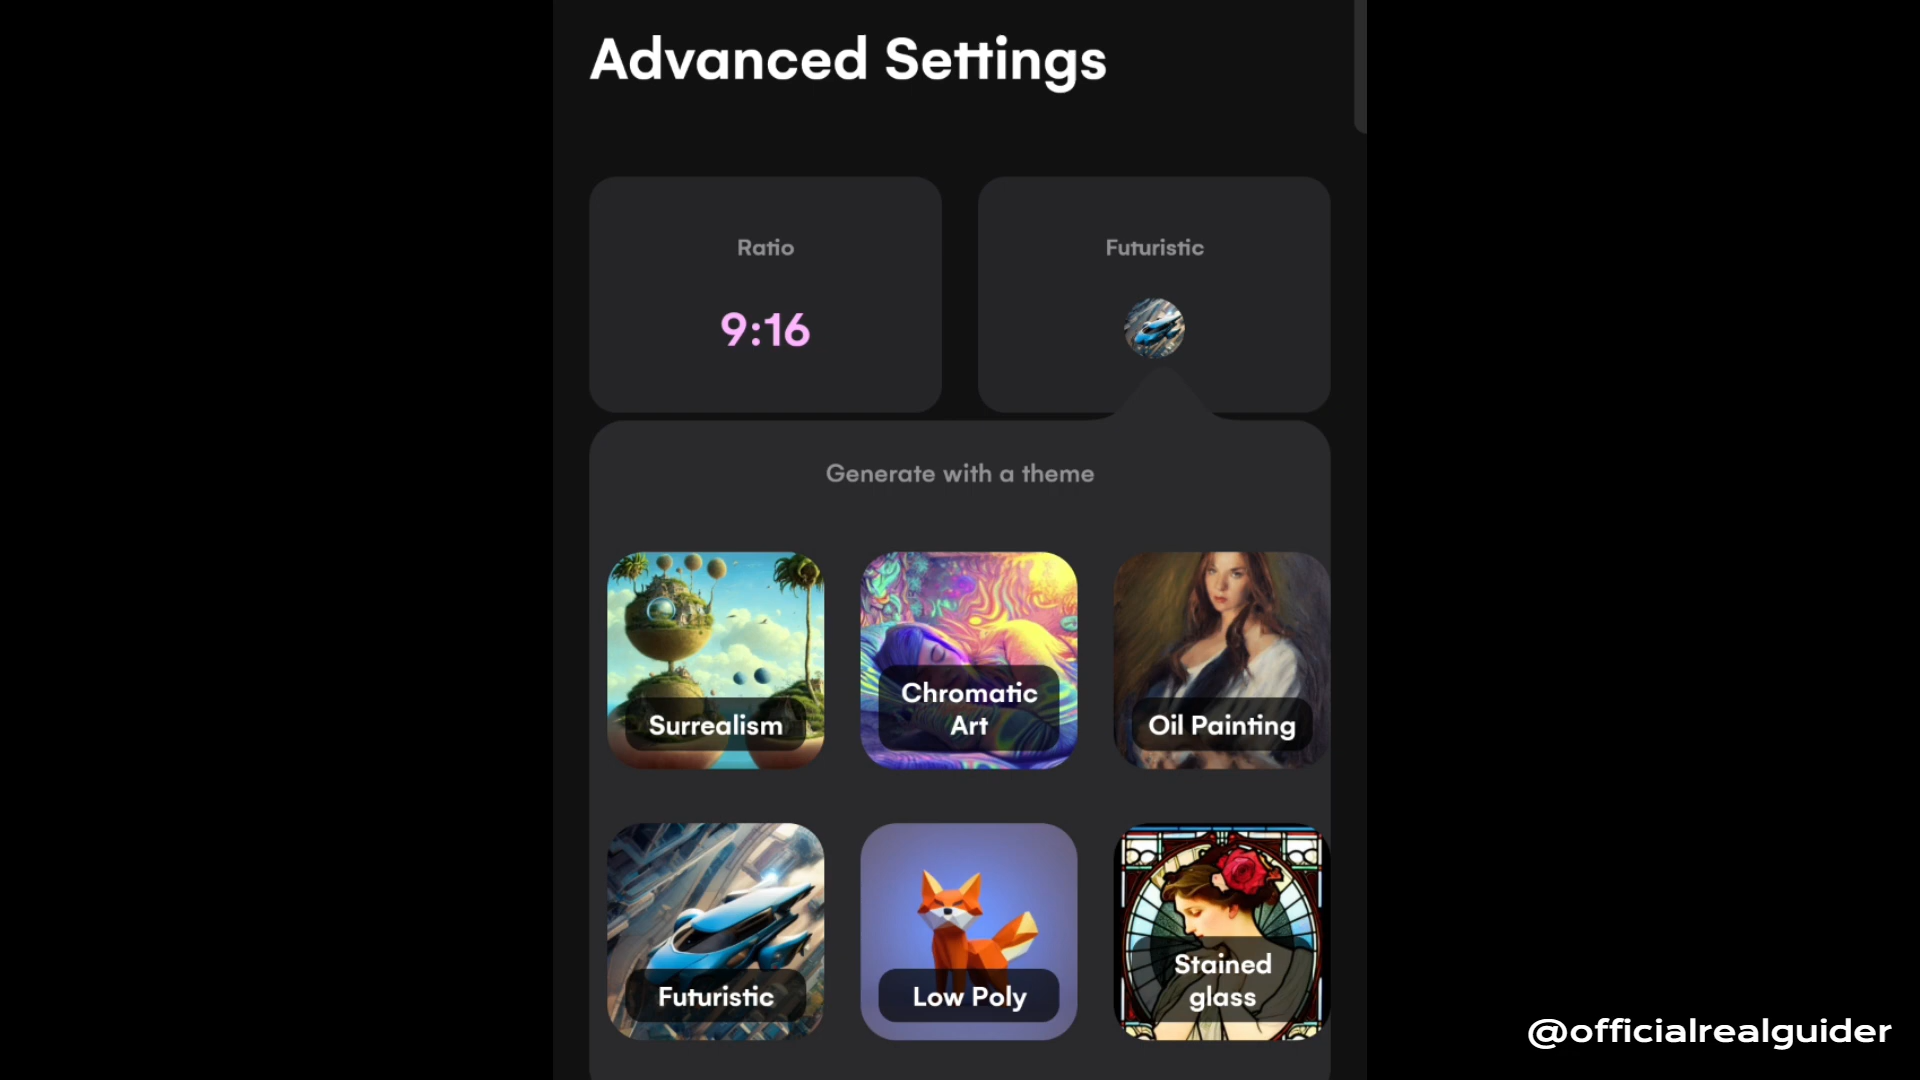 Advanced Settings
Ratio
9:16
Futuristic
Generate with a theme
Surrealism
Chromatic
Art
Oil Painting
Futuristic
Low Poly
Stained
glass
@officialrealguider